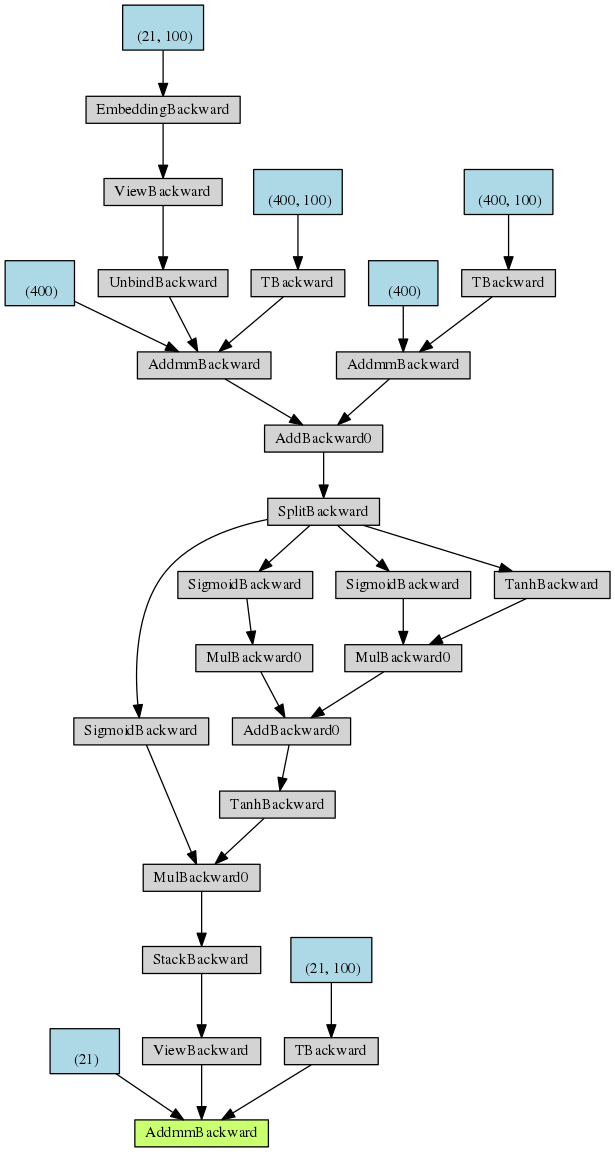 (21, 100)
EmbeddingBackward
ViewBackward
(400, 100)
(400, 100)
(400)
UnbindBackward
TBackward
(400)
TBackward
AddmmBackward
AddmmBackward
AddBackward0
SplitBackward
SigmoidBackward
SigmoidBackward
TanhBackward
MulBackward0
MulBackward0
SigmoidBackward
AddBackward0
TanhBackward
MulBackward0
StackBackward
(21, 100)
(21)
ViewBackward
TBackward
AddmmBackward